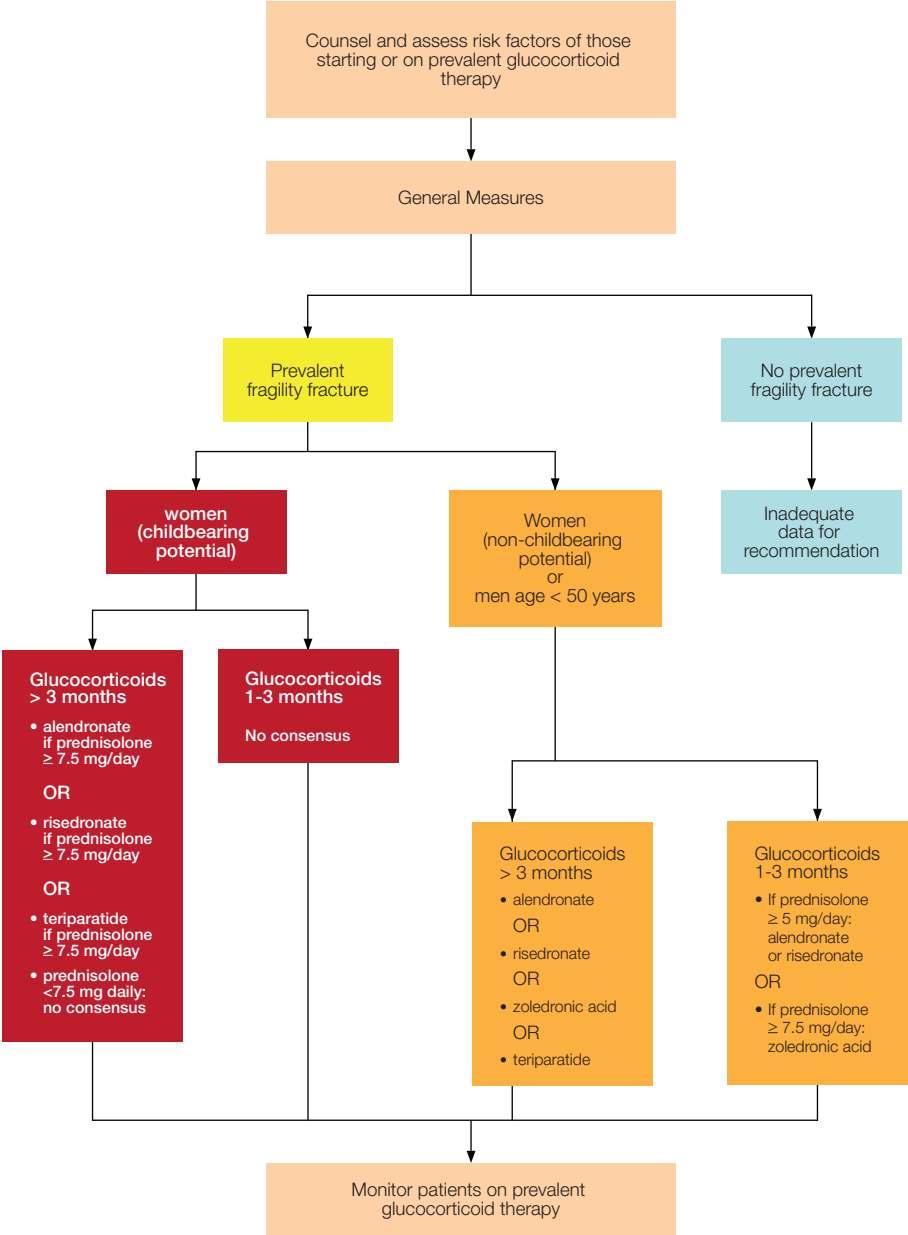 Counsel and assess risk factors of those
starting or on prevalent glucocorticoid
therapy
General Measures
Prevalent
fragility fracture
No prevalent
fragility fracture
women
(childbearing
potential)
Women
(non-childbearing
potential)
or
men age < 50 years
Inadequate
data for
recommendation
Glucocorticoids
> 3 months
• alendronate
if prednisolone
≥ 7.5 mg/day
OR
• risedronate
if prednisolone
≥ 7.5 mg/day
OR
• teriparatide
if prednisolone
≥ 7.5 mg/day
• prednisolone
<7.5 mg daily:
no consensus
Glucocorticoids
1-3 months
No consensus
Glucocorticoids
> 3 months
• alendronate
OR
• risedronate
OR
• zoledronic acid
OR
• teriparatide
Glucocorticoids
1-3 months
• If prednisolone
≥ 5 mg/day:
alendronate
or risedronate
OR
• If prednisolone
≥ 7.5 mg/day:
zoledronic acid
Monitor patients on prevalent
glucocorticoid therapy